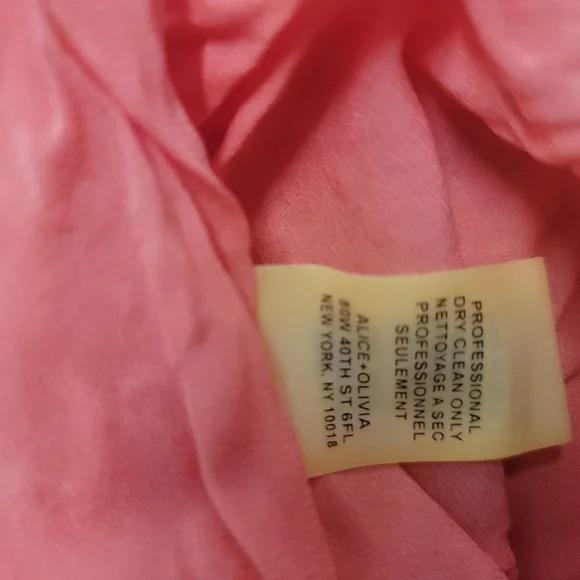 PROFESSIONAL
DRY CLEAN ONLY
NETTOYAGE A SEC
PROFESSIONNEL
SEULEMENT
ALICE+OLIVIA
80W 40TH ST 6FL
NEW YORK, NY 10018